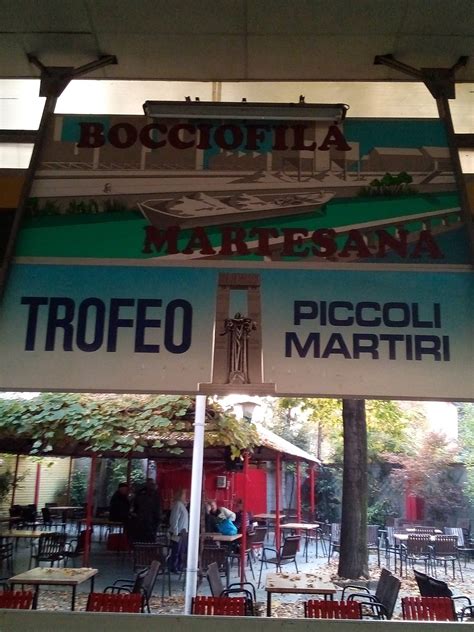 BOCCIOFILA
MARTESANA
TROFEO
PICCOLI
MARTIRI